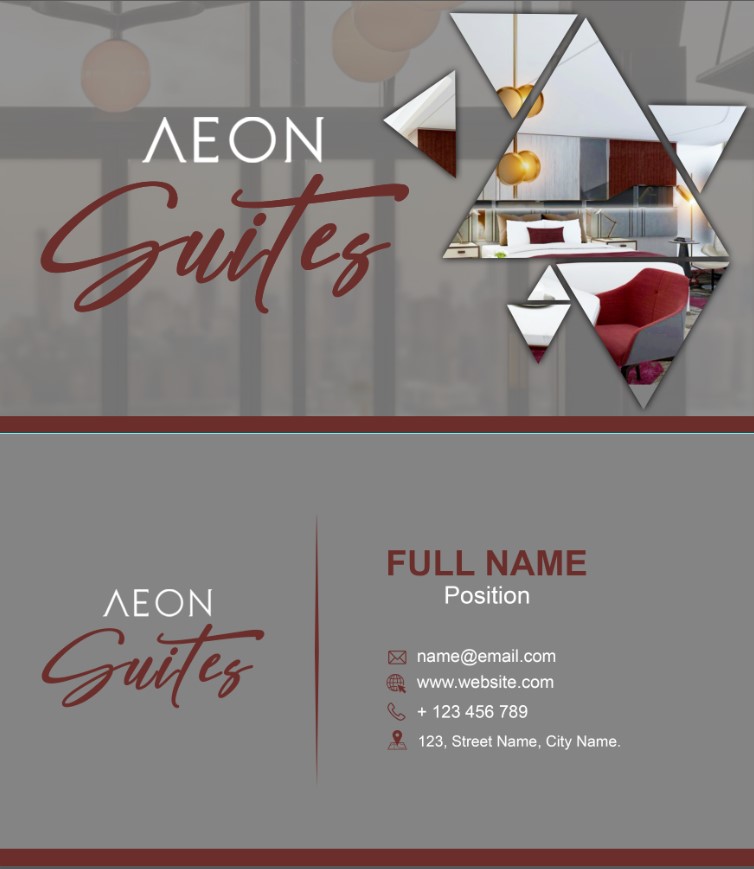 AEON
Suites
AEON
Suites
FULL NAME
Position
name@email.com
www.website.com
+ 123 456 789
123, Street Name, City Name.